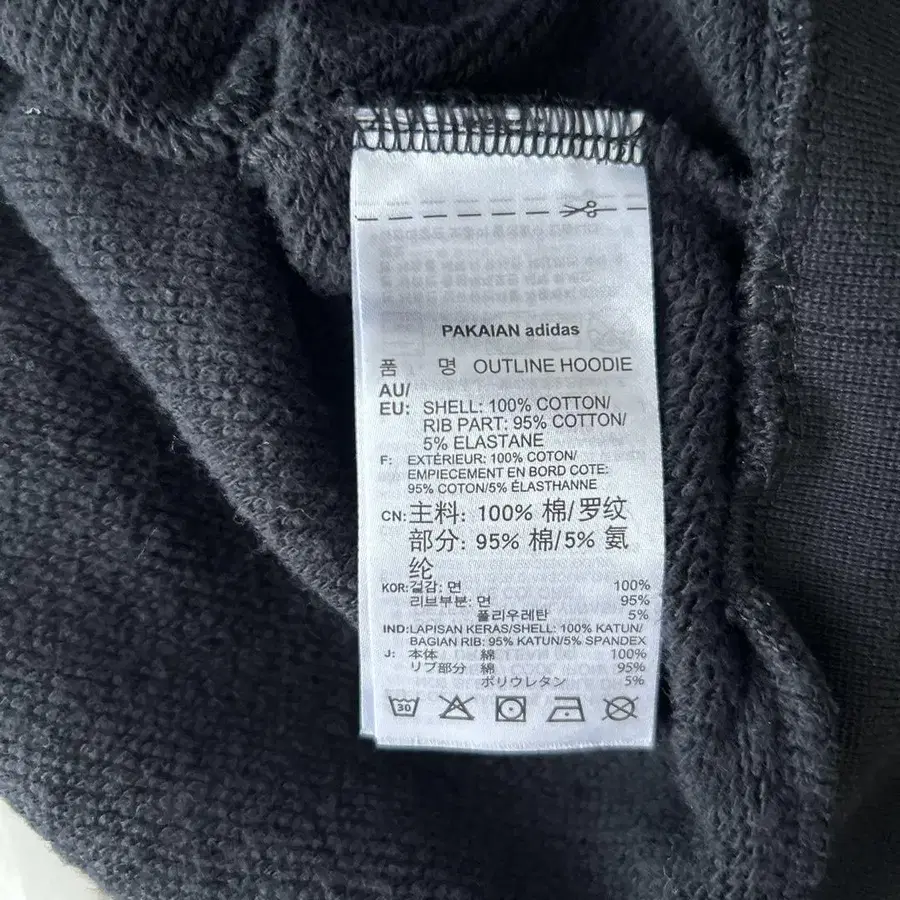 PAKAIAN adidas
품 명 OUTLINE HOODIE
AU/
EU: SHELL: 100% COTTON/
RIB PART: 95% COTTON/
5% ELASTANE
F: EXTÉRIEUR: 100% COTON/
EMPIECEMENT EN BORD COTE:
95% COTON/5% ÉLASTHANNE
CN:主料: 100% 棉/罗纹
部分: 95% 棉/5% 氨
纶
KOR:겉감: 면 100%
리브부분: 면 95%
폴리우레탄 5%
IND:LAPISAN KERAS/SHELL: 100% KATUN/
BAGIAN RIB: 95% KATUN/5% SPANDEX
J: 本体 綿 100%
リブ部分 綿 95%
ポリウレタン 5%
30